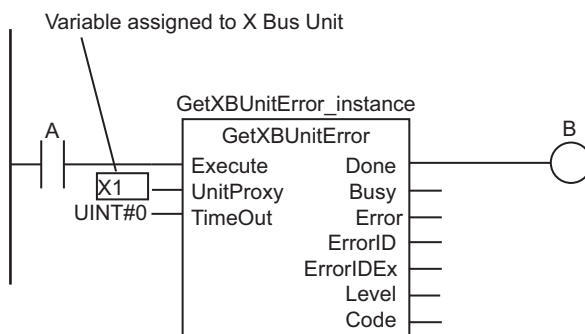 Variable assigned to X Bus Unit
GetXBUnitError_instance
A
GetXBUnitError
B
Execute
Done
X1
UnitProxy
Busy
UINT#0
TimeOut
Error
ErrorID
ErrorIDEx
Level
Code